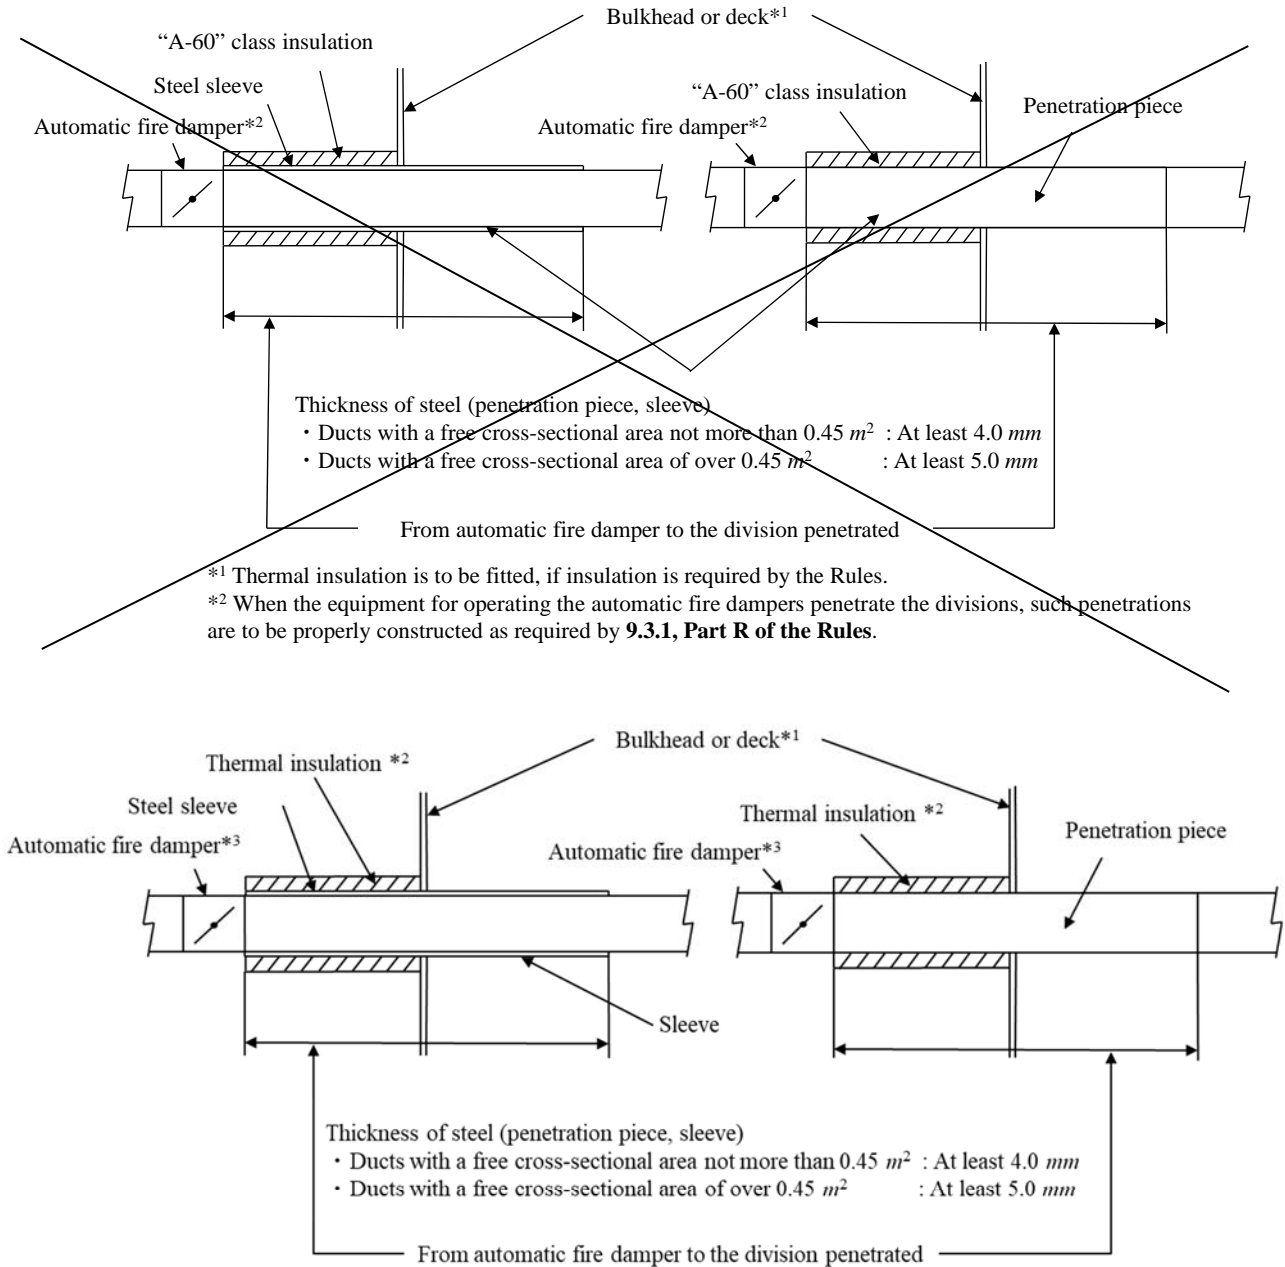 Bulkhead or deck*1
“A-60” class insulation
Steel sleeve
“A-60” class insulation
Penetration piece
Automatic fire damper*2
Automatic fire damper*2
Thickness of steel (penetration piece, sleeve)
・Ducts with a free cross-sectional area not more than 0.45 m2 : At least 4.0 mm
・Ducts with a free cross-sectional area of over 0.45 m2 : At least 5.0 mm
From automatic fire damper to the division penetrated
*1 Thermal insulation is to be fitted, if insulation is required by the Rules.
*2 When the equipment for operating the automatic fire dampers penetrate the divisions, such penetrations
are to be properly constructed as required by 9.3.1, Part R of the Rules.
Bulkhead or deck*1
Thermal insulation *2
Steel sleeve
Thermal insulation *2
Penetration piece
Automatic fire damper*3
Automatic fire damper*3
Sleeve
Thickness of steel (penetration piece, sleeve)
・Ducts with a free cross-sectional area not more than 0.45 m2 : At least 4.0 mm
・Ducts with a free cross-sectional area of over 0.45 m2 : At least 5.0 mm
From automatic fire damper to the division penetrated